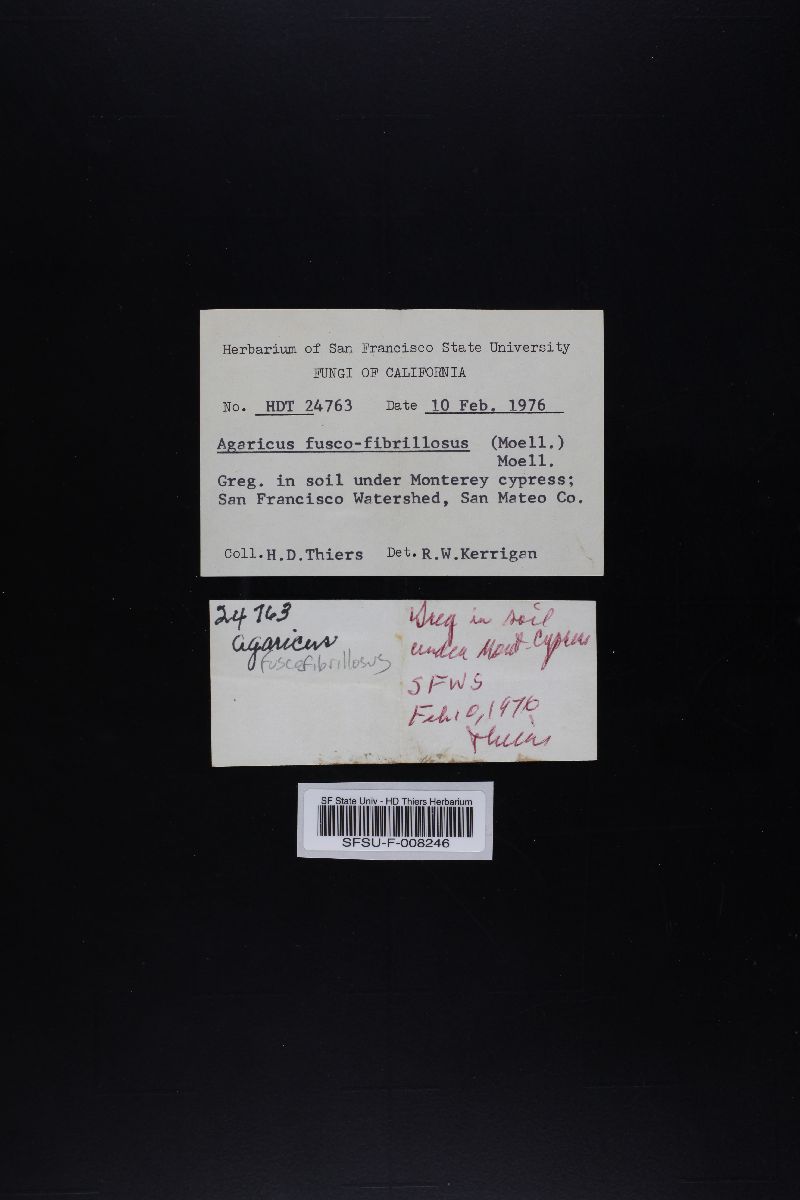 Herbarium of San Francisco State University
FUNGI OF CALIFORNIA
No. HDT 24763 Date 10 Feb. 1976
Agaricus fusco-fibrillosus (Moell.)
Moell.
Greg. in soil under Monterey cypress;
San Francisco Watershed, San Mateo Co.
Coll. H.D.Thiers Det. R.W.Kerrigan
24763
Agaricus
fuscofibrillosus
Greg in soil
under Mont. Cypress
SFWS
Feb 10, 1976
Thiers
SF State Univ - HD Thiers Herbarium
SFSU-F-008246